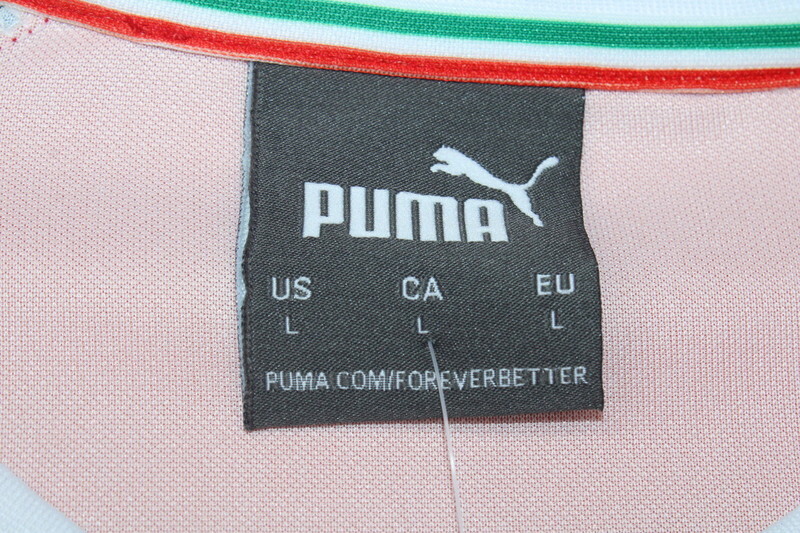 PUMA
US CA EU
L L L
PUMA.COM/FOREVERBETTER